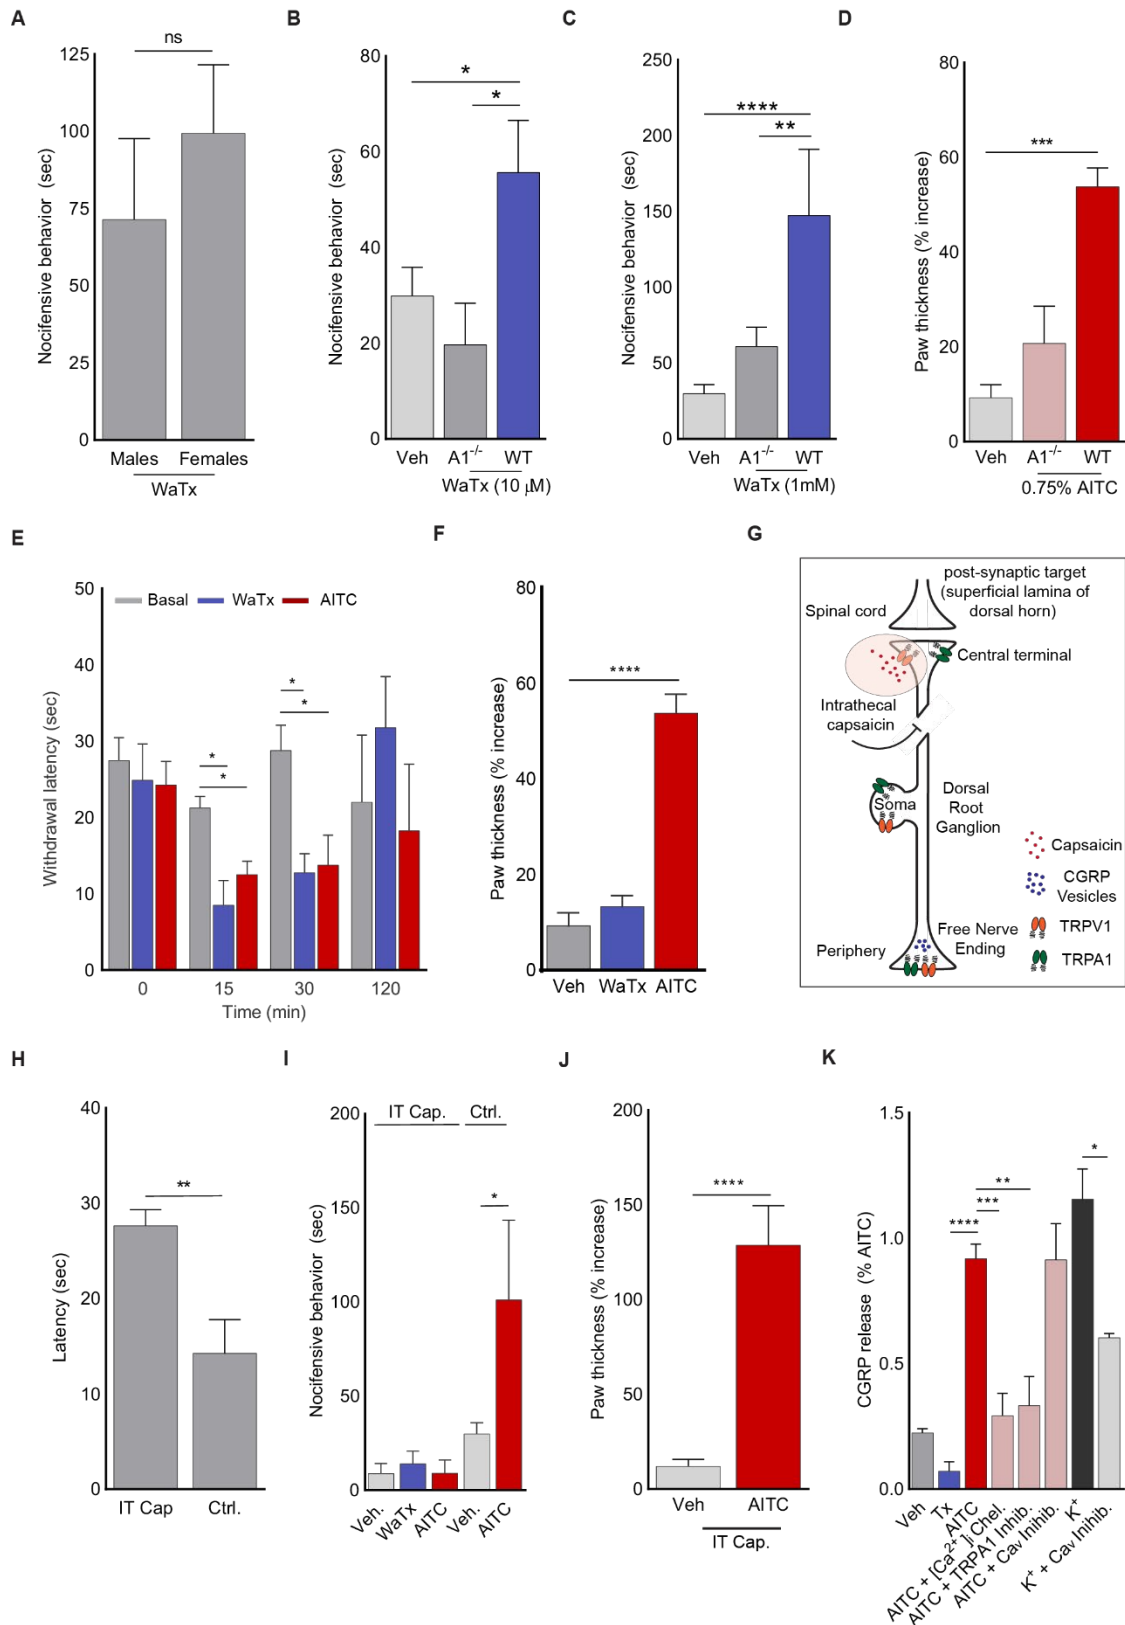 A
ns
125
100
75
50
25
0
Nocifensive behavior (sec)
Males Females
WaTx
B
80
60
40
20
0
Nocifensive behavior (sec)
*
*
Veh A1-/- WT
WaTx (10 μM)
C
250
200
150
100
50
0
Nocifensive behavior (sec)
****
**
Veh A1-/- WT
WaTx (1mM)
D
80
60
40
20
0
Paw thickness (% increase)
***
Veh A1-/- WT
0.75% AITC
E
50
40
30
20
10
0
Withdrawal latency (sec)
Basal WaTx AITC
*
*
*
*
0 15 30 120
Time (min)
F
80
60
40
20
0
Paw thickness (% increase)
****
Veh WaTx AITC
G
post-synaptic target
(superficial lamina of
dorsal horn)
Spinal cord
Central terminal
Intrathecal
capsaicin
Soma
Dorsal
Root
Ganglion
Capsaicin
CGRP
Vesicles
TRPV1
TRPA1
Free Nerve
Ending
Periphery
H
40
30
20
10
0
Latency (sec)
**
IT Cap Ctrl.
I
200
150
100
50
0
Nocifensive behavior (sec)
IT Cap. Ctrl.
*
Veh. WaTx AITC Veh. AITC
J
200
150
100
50
0
Paw thickness (% increase)
****
Veh AITC
IT Cap.
K
1.5
1.0
0.5
0.0
CGRP release (% AITC)
****
***
**
*
Veh
Tx
AITC
AITC + [Ca2+]i Chel.
AITC + TRPA1 Inhib.
AITC + Cav Inhib.
K+
K+ + Cav Inihib.